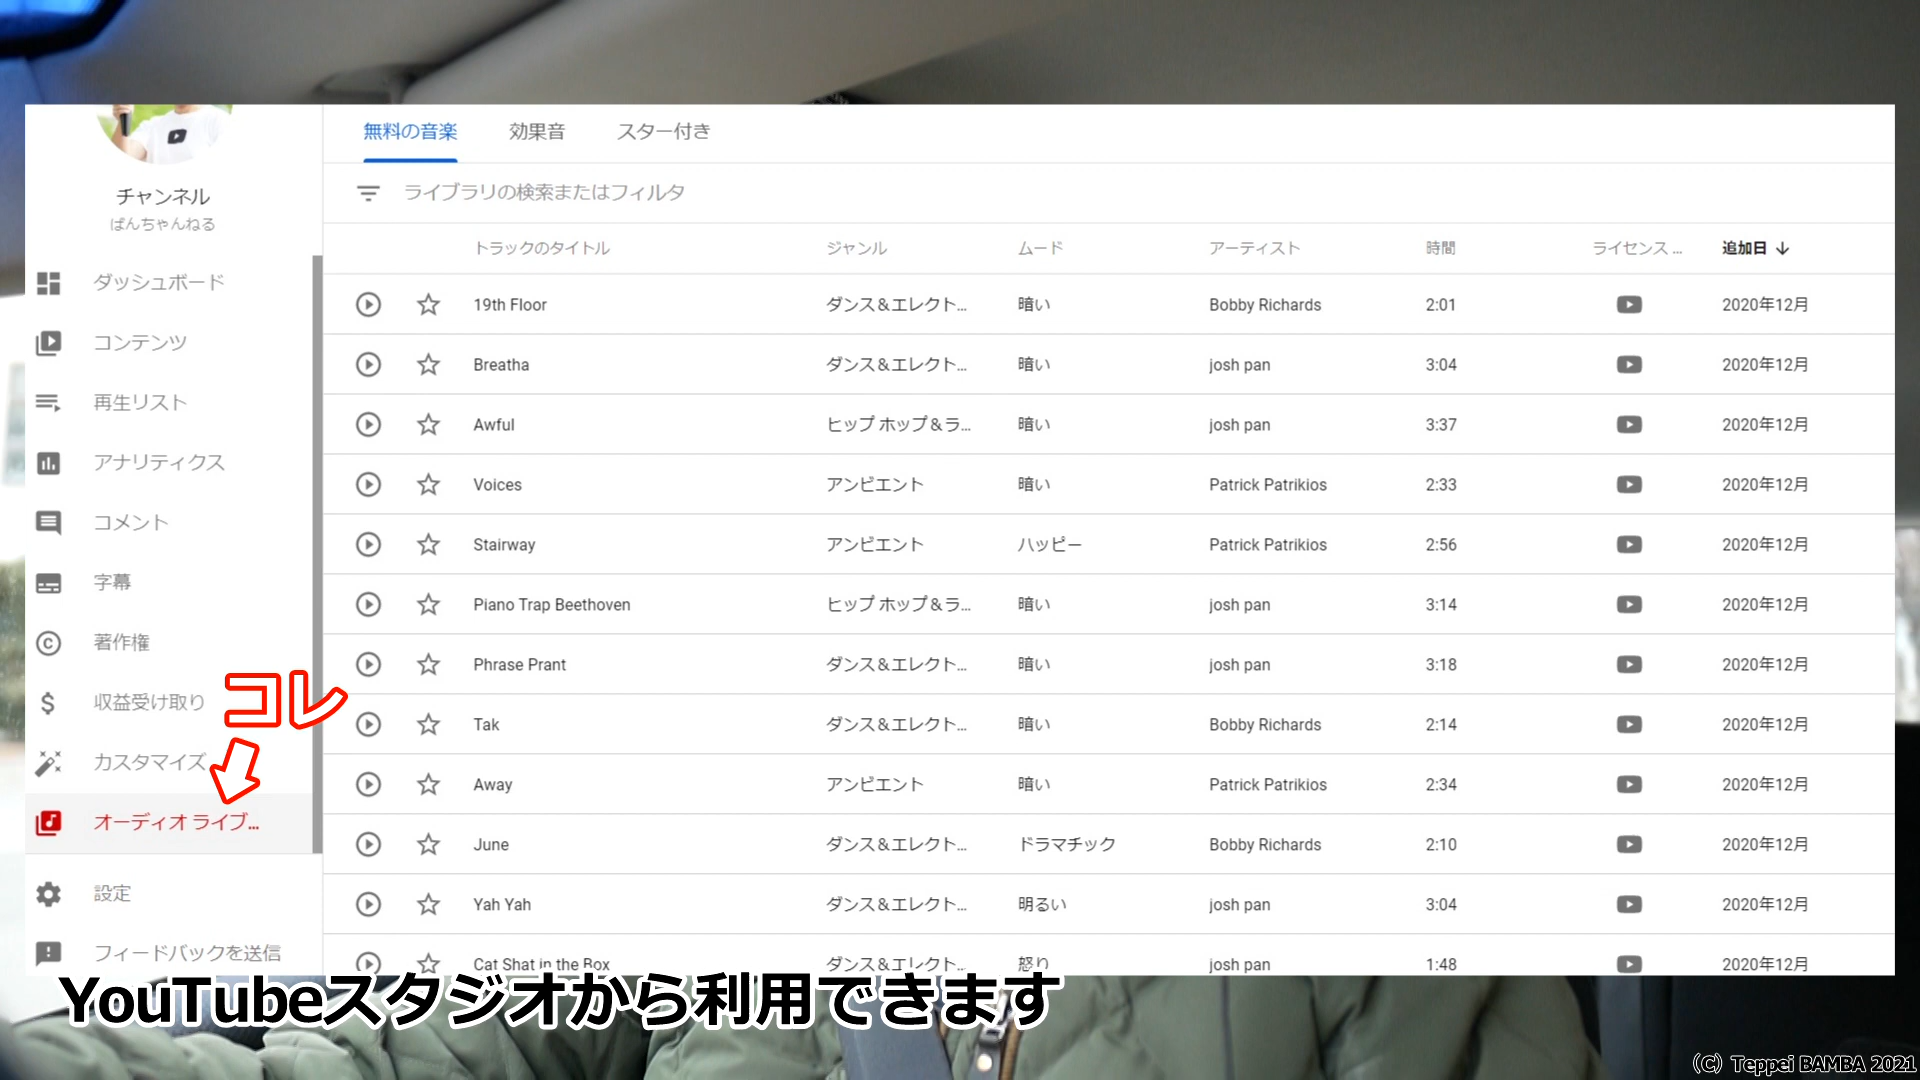 無料の音楽 効果音 スター付き
チャンネル
ばんちゃんねる
ライブラリの検索またはフィルタ
トラックのタイトル ジャンル ムード アーティスト 時間 ライセンス ... 追加日 ↓
ダッシュボード
コンテンツ
再生リスト
アナリティクス
コメント
字幕
著作権
収益受け取り
カスタマイズ
オーディオ ライブ...
設定
フィードバックを送信
コレ
19th Floor ダンス＆エレクト... 暗い Bobby Richards 2:01 2020年12月
Breatha ダンス＆エレクト... 暗い josh pan 3:04 2020年12月
Awful ヒップ ホップ＆ラ... 暗い josh pan 3:37 2020年12月
Voices アンビエント 暗い Patrick Patrikios 2:33 2020年12月
Stairway アンビエント ハッピー Patrick Patrikios 2:56 2020年12月
Piano Trap Beethoven ヒップ ホップ＆ラ... 暗い josh pan 3:14 2020年12月
Phrase Prant ダンス＆エレクト... 暗い josh pan 3:18 2020年12月
Tak ダンス＆エレクト... 暗い Bobby Richards 2:14 2020年12月
Away アンビエント 暗い Patrick Patrikios 2:34 2020年12月
June ダンス＆エレクト... ドラマチック Bobby Richards 2:10 2020年12月
Yah Yah ダンス＆エレクト... 明るい josh pan 3:04 2020年12月
Cat Shat in the Box ダンス＆エレクト... 怒り josh pan 1:48 2020年12月
YouTubeスタジオから利用できます
(C) Teppei BAMBA 2021